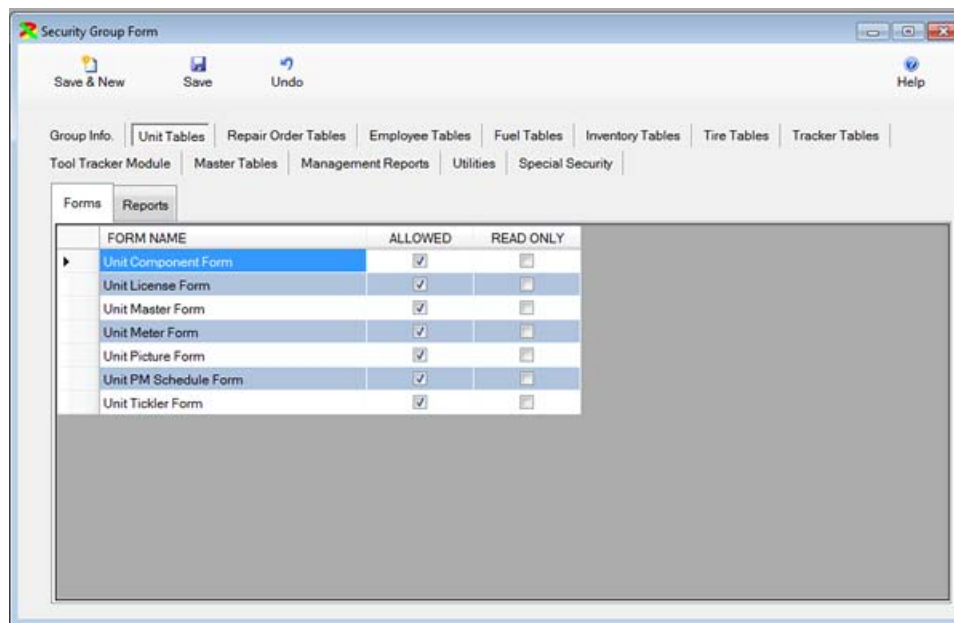 Security Group Form
Save & New Save Undo Help
Group Info. Unit Tables Repair Order Tables Employee Tables Fuel Tables Inventory Tables Tire Tables Tracker Tables
Tool Tracker Module Master Tables Management Reports Utilities Special Security
Forms Reports
FORM NAME ALLOWED READ ONLY
Unit Component Form
Unit License Form
Unit Master Form
Unit Meter Form
Unit Picture Form
Unit PM Schedule Form
Unit Tickler Form